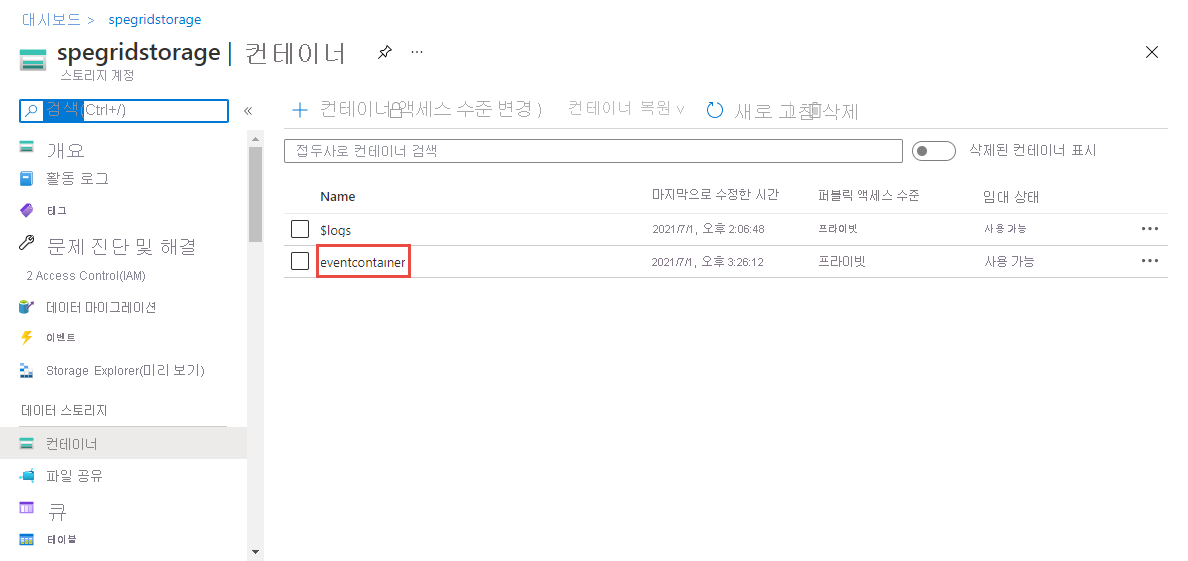 대시보드 > spegridstorage
spegridstorage | 컨테이너 ...
스토리지 계정
검색(Ctrl+/) «
+ 컨테이너 액세스 수준 변경 ) 컨테이너 복원 ∨ 새로 고침 삭제
접두사로 컨테이너 검색 삭제된 컨테이너 표시
Name 마지막으로 수정한 시간 퍼블릭 액세스 수준 임대 상태
$logs 2021/7/1, 오후 2:06:48 프라이빗 사용 가능 •••
eventcontainer 2021/7/1, 오후 3:26:12 프라이빗 사용 가능 •••
개요
활동 로그
태그
문제 진단 및 해결
2 Access Control(IAM)
데이터 마이그레이션
이벤트
Storage Explorer(미리 보기)
데이터 스토리지
컨테이너
파일 공유
큐
테이블